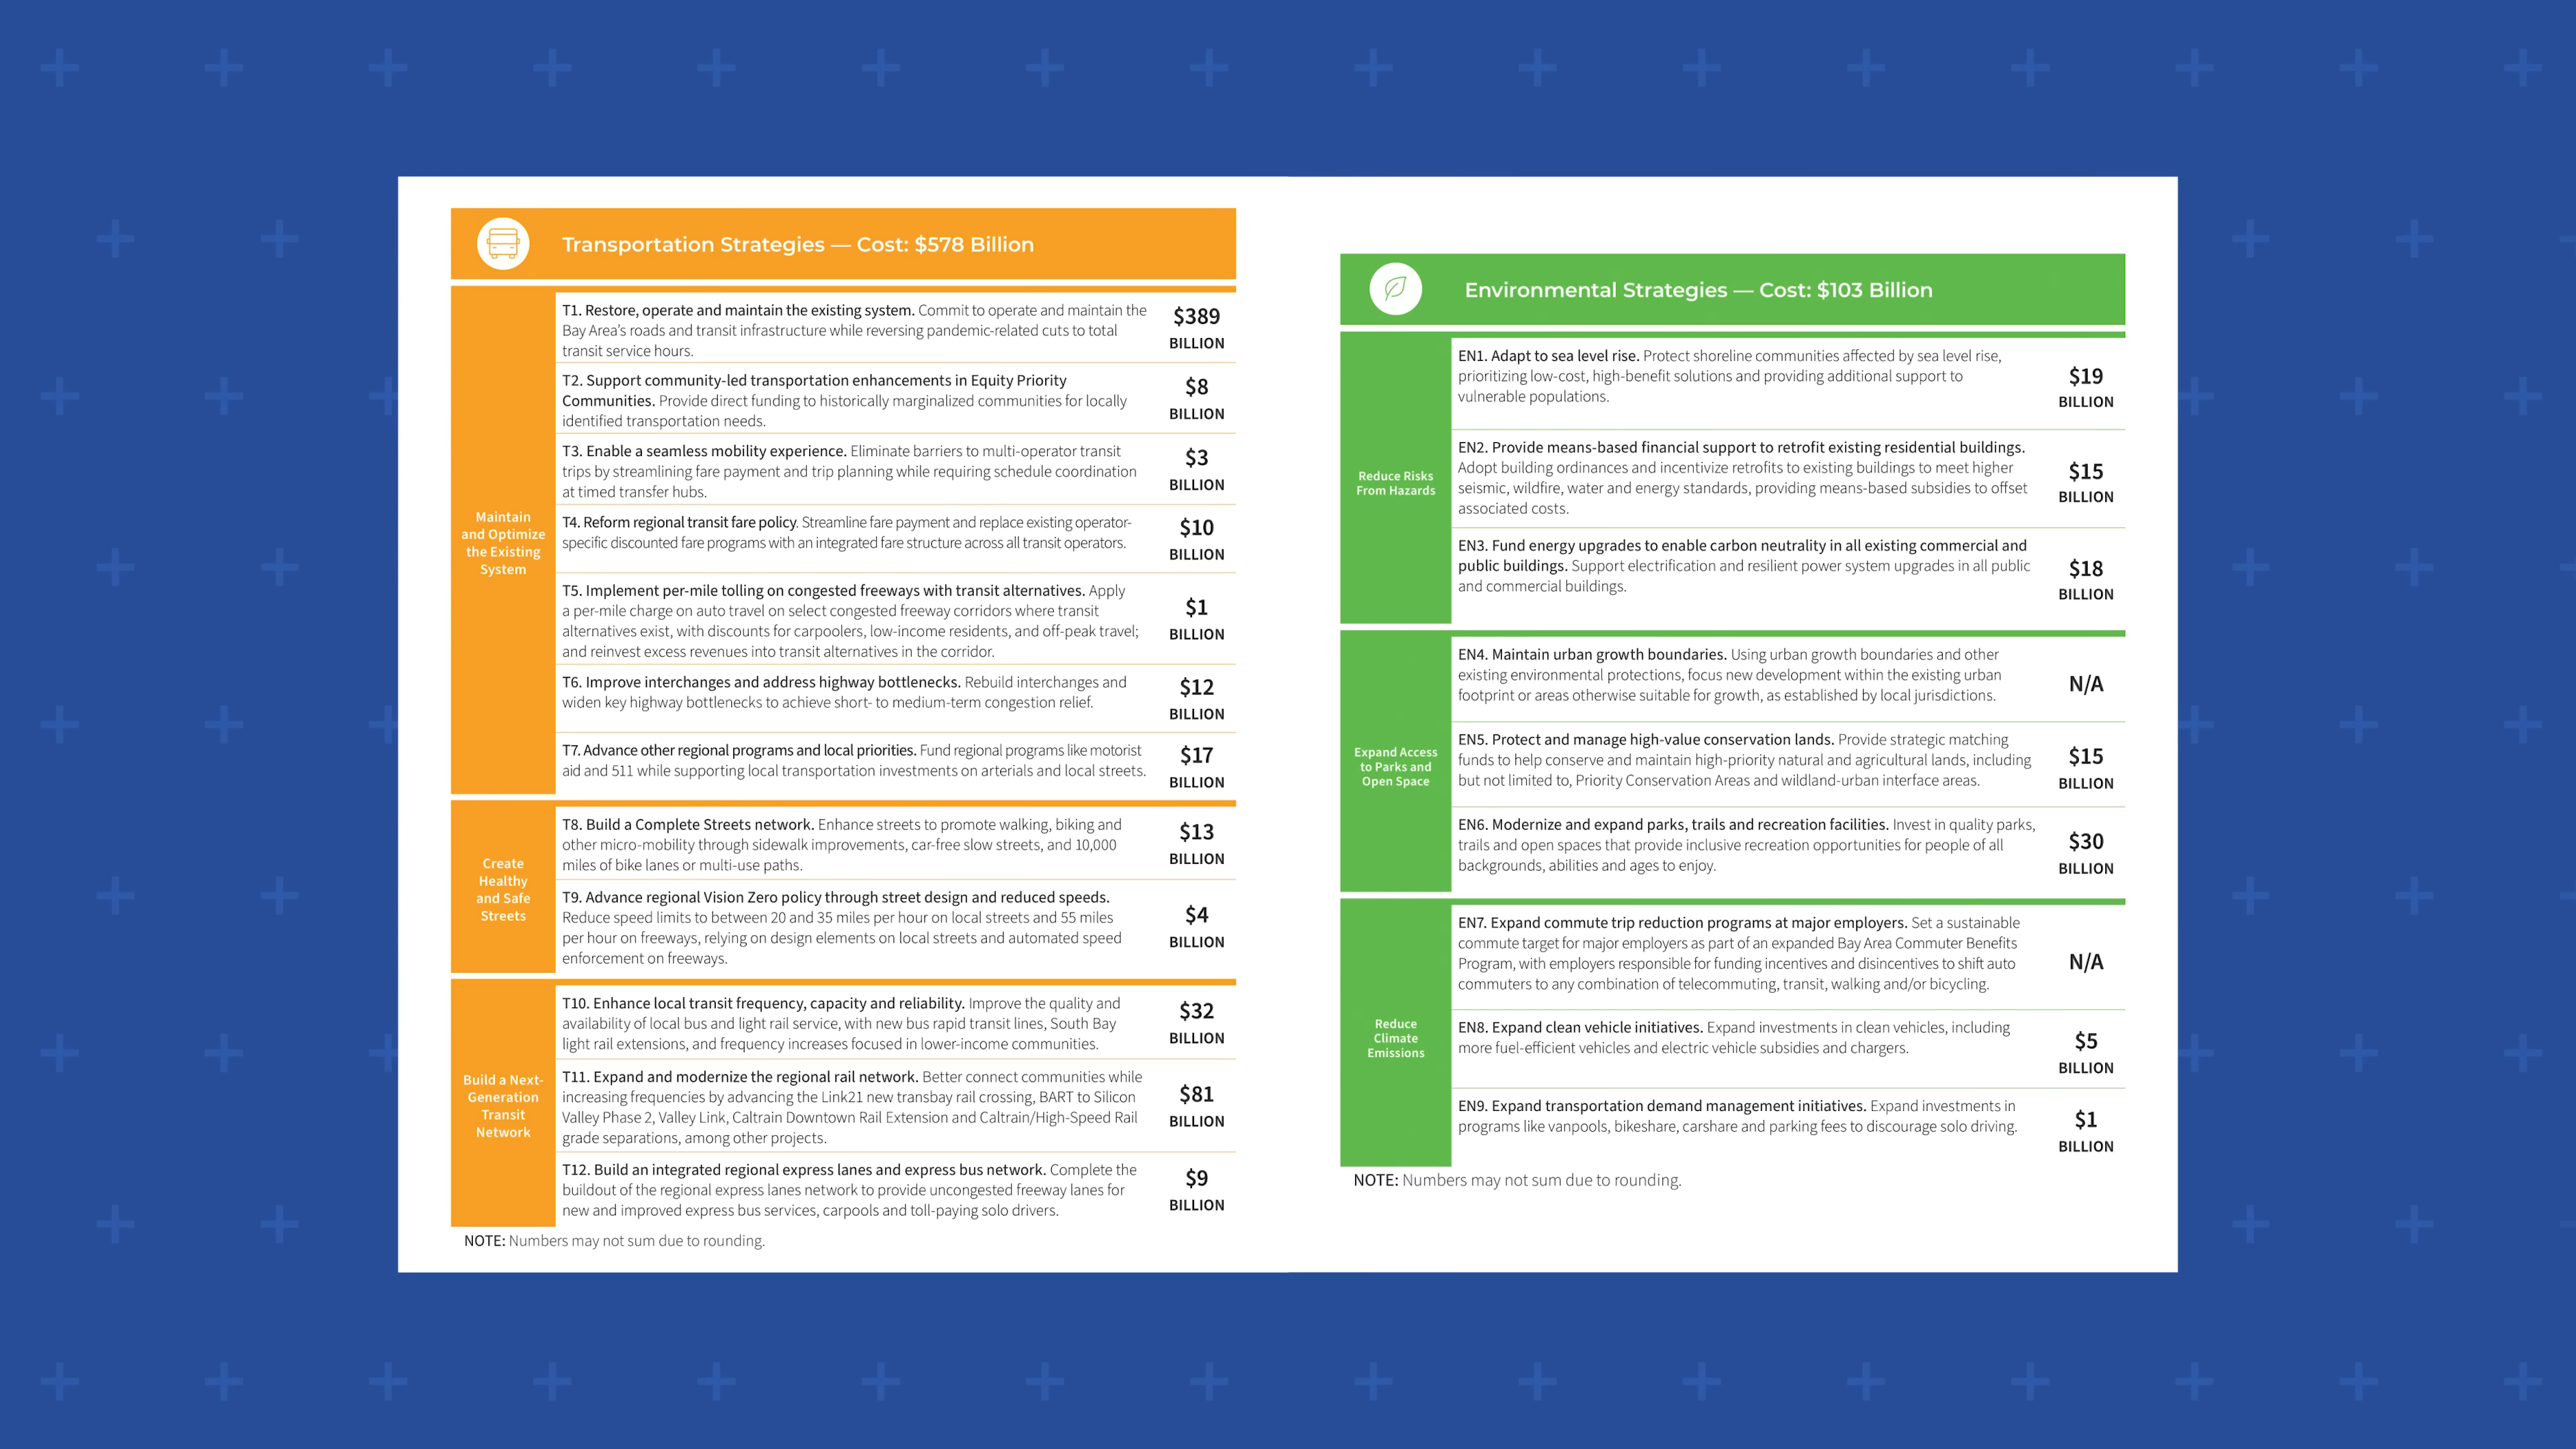 Transportation Strategies — Cost: $578 Billion
Maintain
and Optimize
the Existing
System
T1. Restore, operate and maintain the existing system. Commit to operate and maintain the
Bay Area’s roads and transit infrastructure while reversing pandemic-related cuts to total
transit service hours.
$389
BILLION
T2. Support community-led transportation enhancements in Equity Priority
Communities. Provide direct funding to historically marginalized communities for locally
identified transportation needs.
$8
BILLION
T3. Enable a seamless mobility experience. Eliminate barriers to multi-operator transit
trips by streamlining fare payment and trip planning while requiring schedule coordination
at timed transfer hubs.
$3
BILLION
T4. Reform regional transit fare policy. Streamline fare payment and replace existing operator-
specific discounted fare programs with an integrated fare structure across all transit operators.
$10
BILLION
T5. Implement per-mile tolling on congested freeways with transit alternatives. Apply
a per-mile charge on auto travel on select congested freeway corridors where transit
alternatives exist, with discounts for carpoolers, low-income residents, and off-peak travel;
and reinvest excess revenues into transit alternatives in the corridor.
$1
BILLION
T6. Improve interchanges and address highway bottlenecks. Rebuild interchanges and
widen key highway bottlenecks to achieve short- to medium-term congestion relief.
$12
BILLION
T7. Advance other regional programs and local priorities. Fund regional programs like motorist
aid and 511 while supporting local transportation investments on arterials and local streets.
$17
BILLION
Create
Healthy
and Safe
Streets
T8. Build a Complete Streets network. Enhance streets to promote walking, biking and
other micro-mobility through sidewalk improvements, car-free slow streets, and 10,000
miles of bike lanes or multi-use paths.
$13
BILLION
T9. Advance regional Vision Zero policy through street design and reduced speeds.
Reduce speed limits to between 20 and 35 miles per hour on local streets and 55 miles
per hour on freeways, relying on design elements on local streets and automated speed
enforcement on freeways.
$4
BILLION
Build a Next-
Generation
Transit
Network
T10. Enhance local transit frequency, capacity and reliability. Improve the quality and
availability of local bus and light rail service, with new bus rapid transit lines, South Bay
light rail extensions, and frequency increases focused in lower-income communities.
$32
BILLION
T11. Expand and modernize the regional rail network. Better connect communities while
increasing frequencies by advancing the Link21 new transbay rail crossing, BART to Silicon
Valley Phase 2, Valley Link, Caltrain Downtown Rail Extension and Caltrain/High-Speed Rail
grade separations, among other projects.
$81
BILLION
T12. Build an integrated regional express lanes and express bus network. Complete the
buildout of the regional express lanes network to provide uncongested freeway lanes for
new and improved express bus services, carpools and toll-paying solo drivers.
$9
BILLION
NOTE: Numbers may not sum due to rounding.
Environmental Strategies — Cost: $103 Billion
Reduce Risks
From Hazards
EN1. Adapt to sea level rise. Protect shoreline communities affected by sea level rise,
prioritizing low-cost, high-benefit solutions and providing additional support to
vulnerable populations.
$19
BILLION
EN2. Provide means-based financial support to retrofit existing residential buildings.
Adopt building ordinances and incentivize retrofits to existing buildings to meet higher
seismic, wildfire, water and energy standards, providing means-based subsidies to offset
associated costs.
$15
BILLION
EN3. Fund energy upgrades to enable carbon neutrality in all existing commercial and
public buildings. Support electrification and resilient power system upgrades in all public
and commercial buildings.
$18
BILLION
Expand Access
to Parks and
Open Space
EN4. Maintain urban growth boundaries. Using urban growth boundaries and other
existing environmental protections, focus new development within the existing urban
footprint or areas otherwise suitable for growth, as established by local jurisdictions.
N/A
EN5. Protect and manage high-value conservation lands. Provide strategic matching
funds to help conserve and maintain high-priority natural and agricultural lands, including
but not limited to, Priority Conservation Areas and wildland-urban interface areas.
$15
BILLION
EN6. Modernize and expand parks, trails and recreation facilities. Invest in quality parks,
trails and open spaces that provide inclusive recreation opportunities for people of all
backgrounds, abilities and ages to enjoy.
$30
BILLION
Reduce
Climate
Emissions
EN7. Expand commute trip reduction programs at major employers. Set a sustainable
commute target for major employers as part of an expanded Bay Area Commuter Benefits
Program, with employers responsible for funding incentives and disincentives to shift auto
commuters to any combination of telecommuting, transit, walking and/or bicycling.
N/A
EN8. Expand clean vehicle initiatives. Expand investments in clean vehicles, including
more fuel-efficient vehicles and electric vehicle subsidies and chargers.
$5
BILLION
EN9. Expand transportation demand management initiatives. Expand investments in
programs like vanpools, bikeshare, carshare and parking fees to discourage solo driving.
$1
BILLION
NOTE: Numbers may not sum due to rounding.